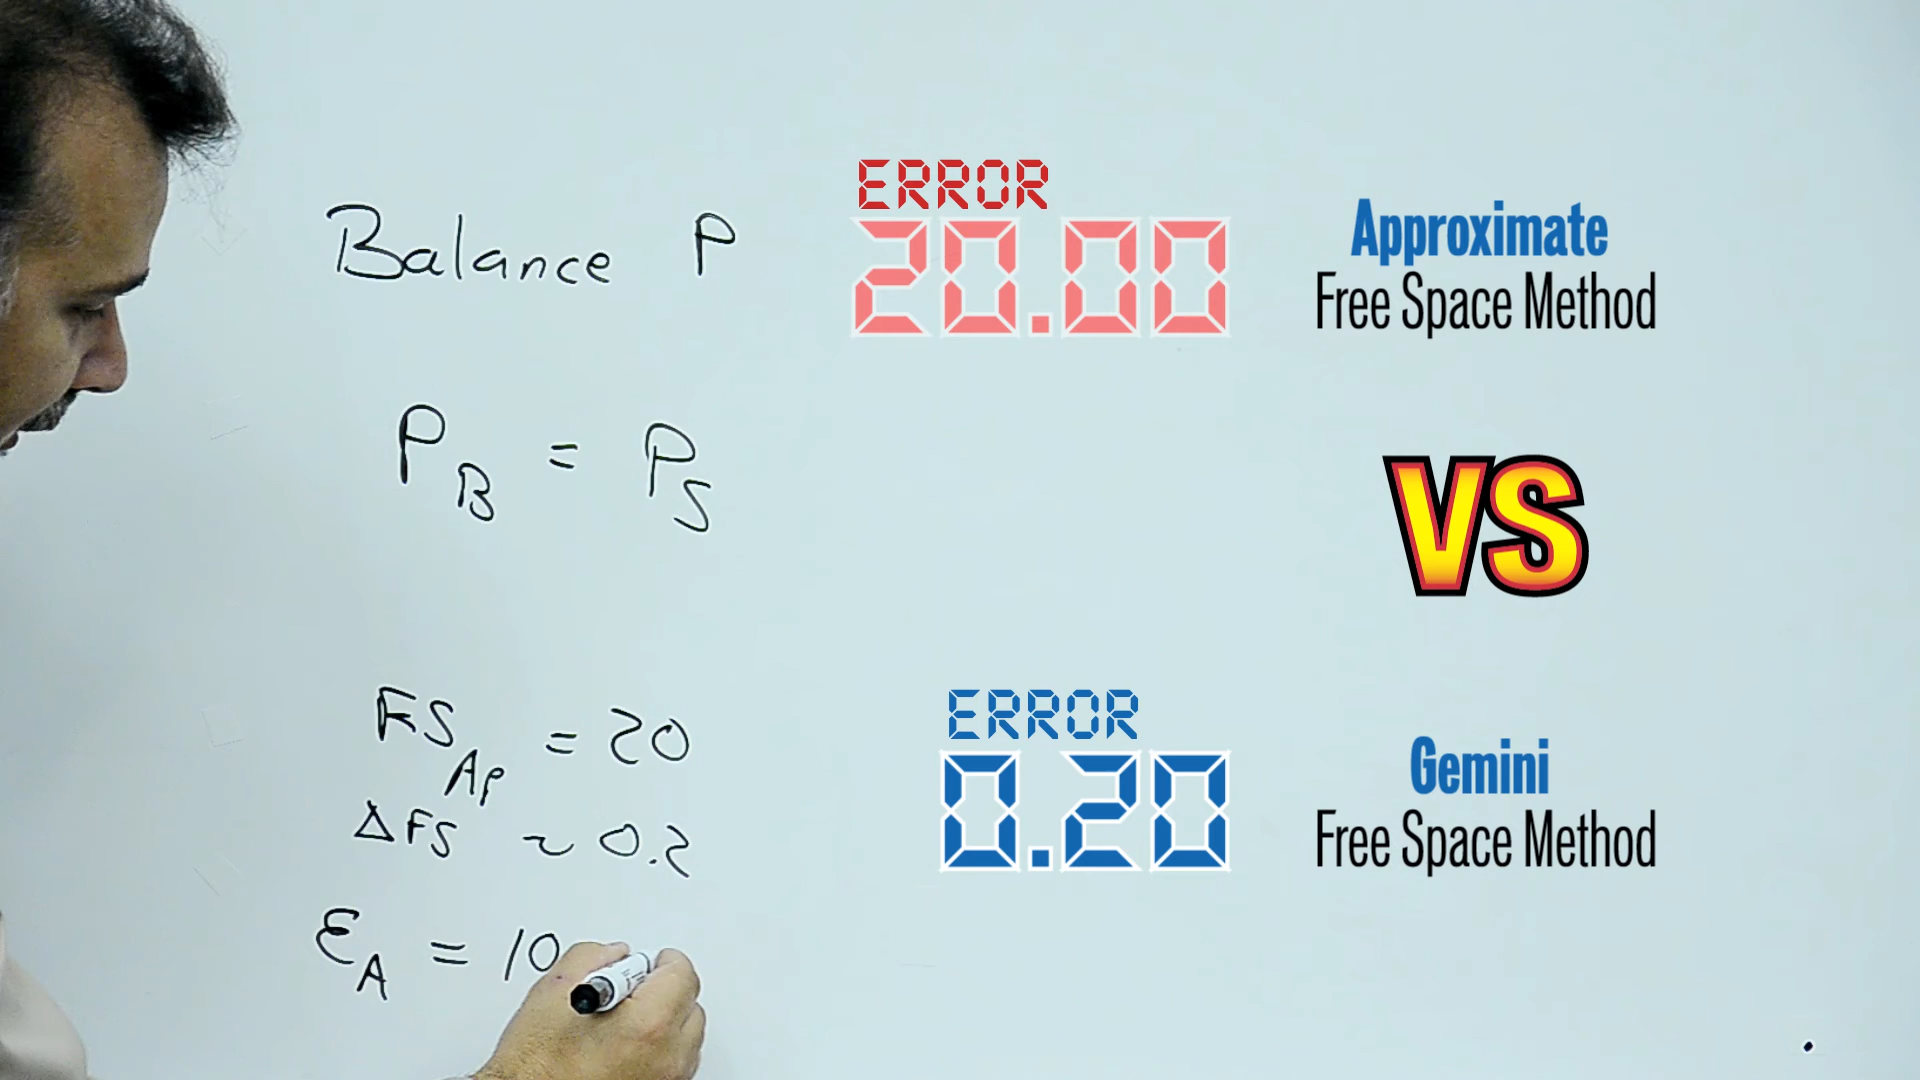 Balance P
P_B = P_S
FS_Ap = 20
ΔFS ~ 0.2
ε_A = 10
ERROR
20.00
Approximate
Free Space Method
VS
ERROR
0.20
Gemini
Free Space Method